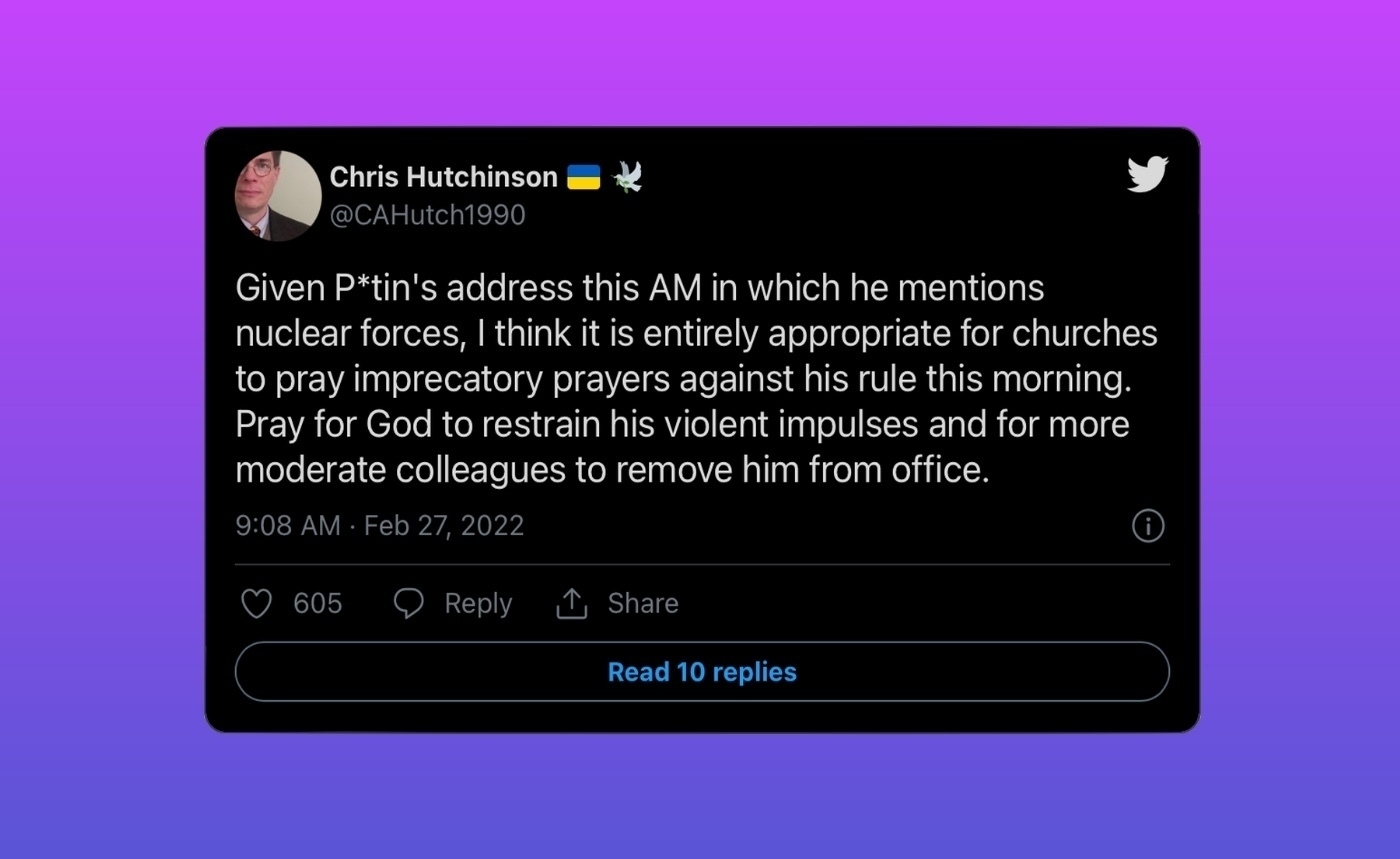 Chris Hutchinson 🇺🇦 🕊️
@CAHutch1990
Given P*tin's address this AM in which he mentions
nuclear forces, I think it is entirely appropriate for churches
to pray imprecatory prayers against his rule this morning.
Pray for God to restrain his violent impulses and for more
moderate colleagues to remove him from office.
9:08 AM · Feb 27, 2022
605 Reply Share
Read 10 replies